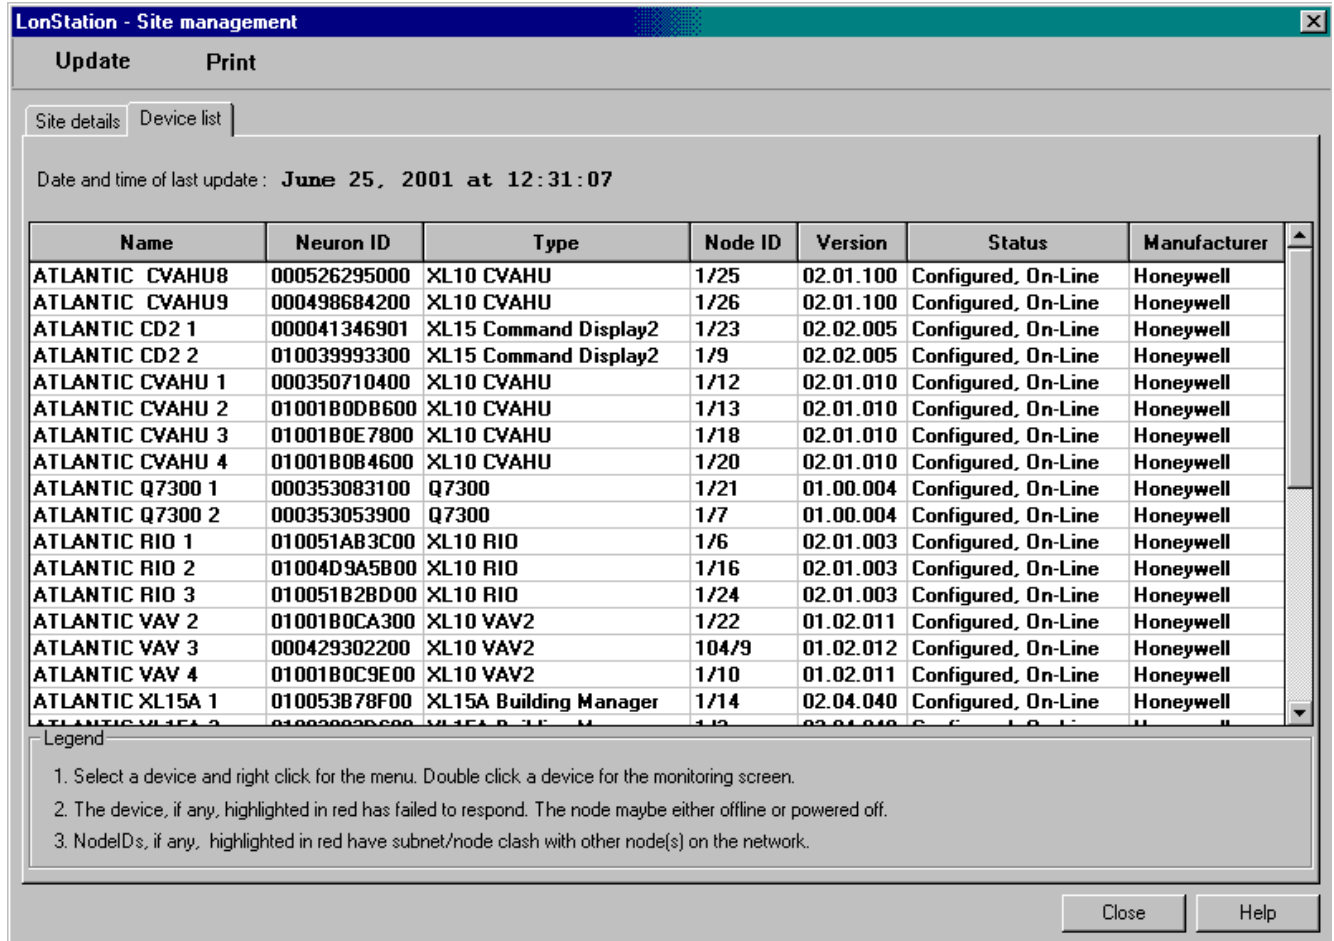 LonStation - Site management
Update Print
Site details Device list
Date and time of last update : June 25, 2001 at 12:31:07
Name Neuron ID Type Node ID Version Status Manufacturer
ATLANTIC CVAHU8 000526295000 XL10 CVAHU 1/25 02.01.100 Configured, On-Line Honeywell
ATLANTIC CVAHU9 000498684200 XL10 CVAHU 1/26 02.01.100 Configured, On-Line Honeywell
ATLANTIC CD2 1 000041346901 XL15 Command Display2 1/23 02.02.005 Configured, On-Line Honeywell
ATLANTIC CD2 2 010039993300 XL15 Command Display2 1/9 02.02.005 Configured, On-Line Honeywell
ATLANTIC CVAHU 1 000350710400 XL10 CVAHU 1/12 02.01.010 Configured, On-Line Honeywell
ATLANTIC CVAHU 2 01001B0DB600 XL10 CVAHU 1/13 02.01.010 Configured, On-Line Honeywell
ATLANTIC CVAHU 3 01001B0E7800 XL10 CVAHU 1/18 02.01.010 Configured, On-Line Honeywell
ATLANTIC CVAHU 4 01001B0B4600 XL10 CVAHU 1/20 02.01.010 Configured, On-Line Honeywell
ATLANTIC Q7300 1 000353083100 Q7300 1/21 01.00.004 Configured, On-Line Honeywell
ATLANTIC Q7300 2 000353053900 Q7300 1/7 01.00.004 Configured, On-Line Honeywell
ATLANTIC RIO 1 010051AB3C00 XL10 RIO 1/6 02.01.003 Configured, On-Line Honeywell
ATLANTIC RIO 2 01004D9A5B00 XL10 RIO 1/16 02.01.003 Configured, On-Line Honeywell
ATLANTIC RIO 3 010051B2BD00 XL10 RIO 1/24 02.01.003 Configured, On-Line Honeywell
ATLANTIC VAV 2 01001B0CA300 XL10 VAV2 1/22 01.02.011 Configured, On-Line Honeywell
ATLANTIC VAV 3 000429302200 XL10 VAV2 104/9 01.02.012 Configured, On-Line Honeywell
ATLANTIC VAV 4 01001B0C9E00 XL10 VAV2 1/10 01.02.011 Configured, On-Line Honeywell
ATLANTIC XL15A 1 010053B78F00 XL15A Building Manager 1/14 02.04.040 Configured, On-Line Honeywell
Legend
1. Select a device and right click for the menu. Double click a device for the monitoring screen.
2. The device, if any, highlighted in red has failed to respond. The node maybe either offline or powered off.
3. NodeIDs, if any, highlighted in red have subnet/node clash with other node(s) on the network.
Close Help